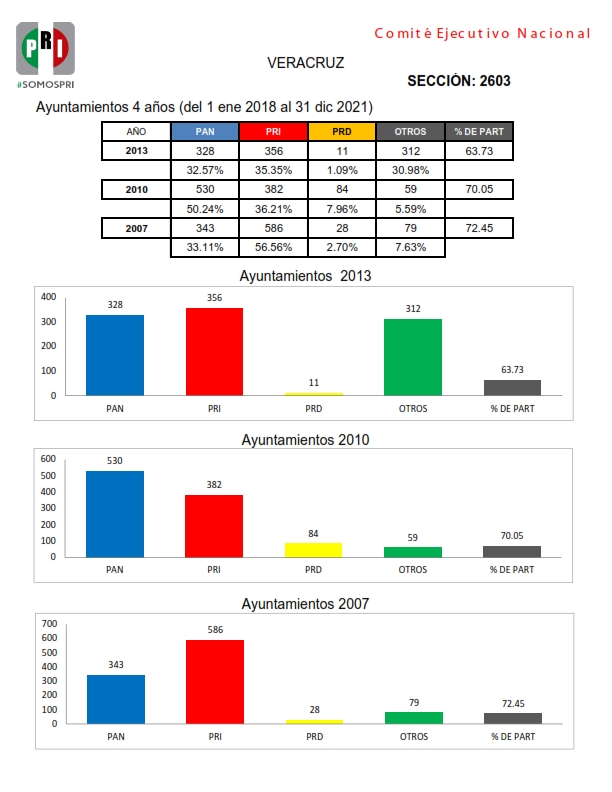 Comité Ejecutivo Nacional
PRI
#SOMOSPRI
VERACRUZ
SECCIÓN: 2603
Ayuntamientos 4 años (del 1 ene 2018 al 31 dic 2021)
AÑO PAN PRI PRD OTROS % DE PART
2013 328 356 11 312 63.73
32.57% 35.35% 1.09% 30.98%
2010 530 382 84 59 70.05
50.24% 36.21% 7.96% 5.59%
2007 343 586 28 79 72.45
33.11% 56.56% 2.70% 7.63%
Ayuntamientos 2013
400
300
200
100
0
328 356 11 312 63.73
PAN PRI PRD OTROS % DE PART
Ayuntamientos 2010
600
500
400
300
200
100
0
530 382 84 59 70.05
PAN PRI PRD OTROS % DE PART
Ayuntamientos 2007
700
600
500
400
300
200
100
0
343 586 28 79 72.45
PAN PRI PRD OTROS % DE PART